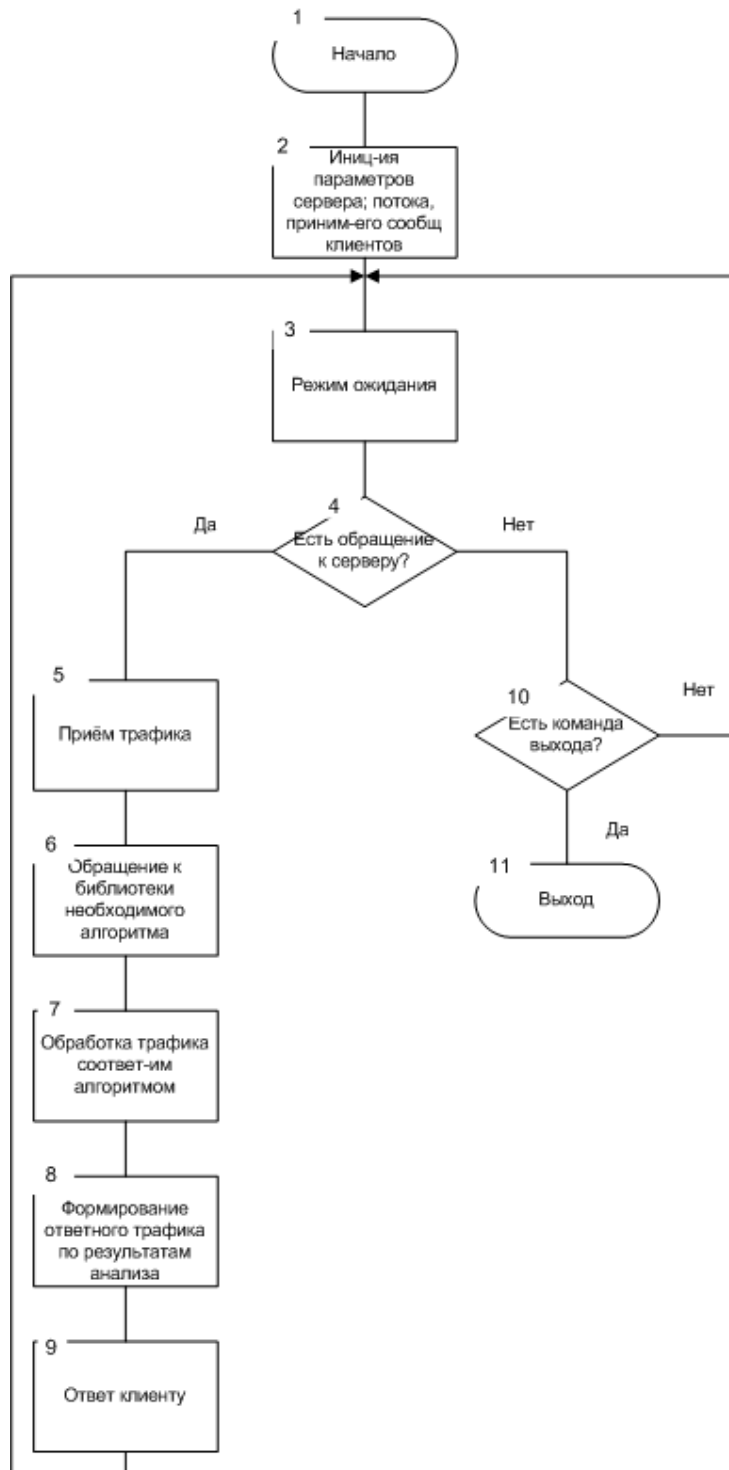 1
Начало
2
Иниц-ия
параметров
сервера; потока,
приним-его сообщ
клиентов
3
Режим ожидания
4
Да
Нет
Есть обращение
к серверу?
5
Приём трафика
10
Нет
Есть команда
выхода?
Да
6
Обращение к
библиотеки
необходимого
алгоритма
11
Выход
7
Обработка трафика
соответ-им
алгоритмом
8
Формирование
ответного трафика
по результатам
анализа
9
Ответ клиенту